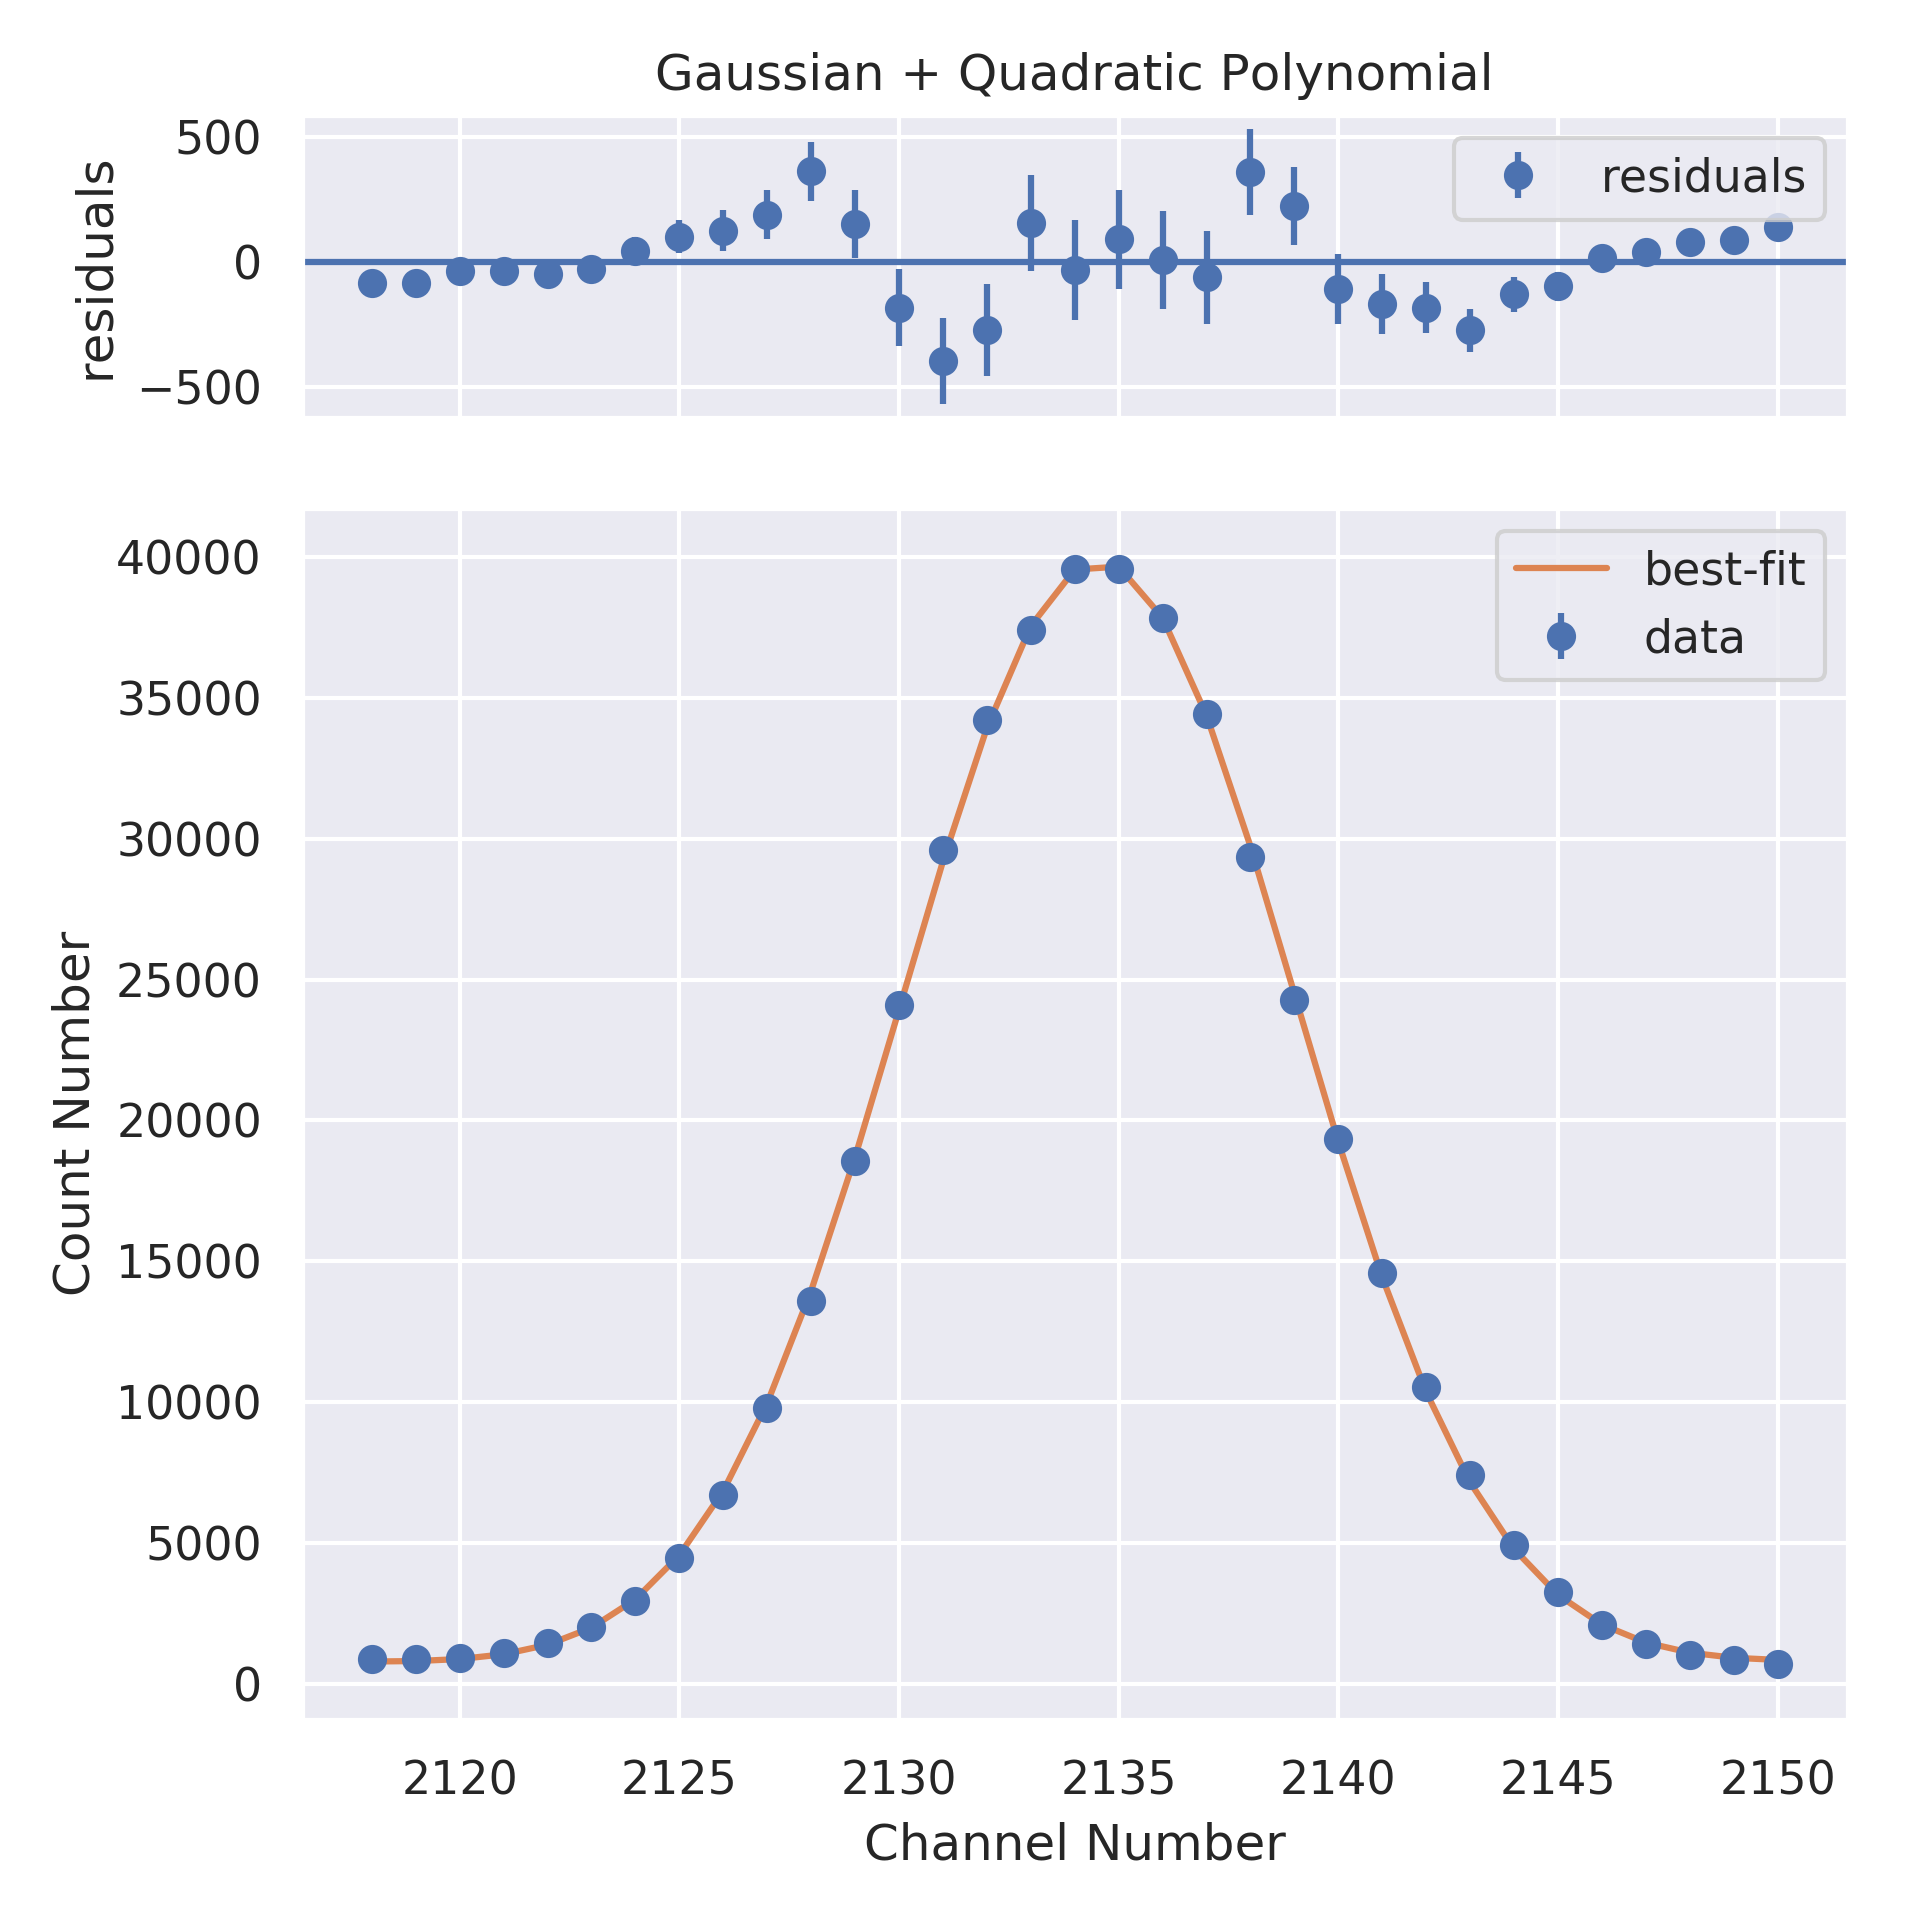 Gaussian + Quadratic Polynomial
500
0
−500
residuals
residuals
40000
35000
30000
25000
20000
15000
10000
5000
0
Count Number
best-fit
data
2120 2125 2130 2135 2140 2145 2150
Channel Number